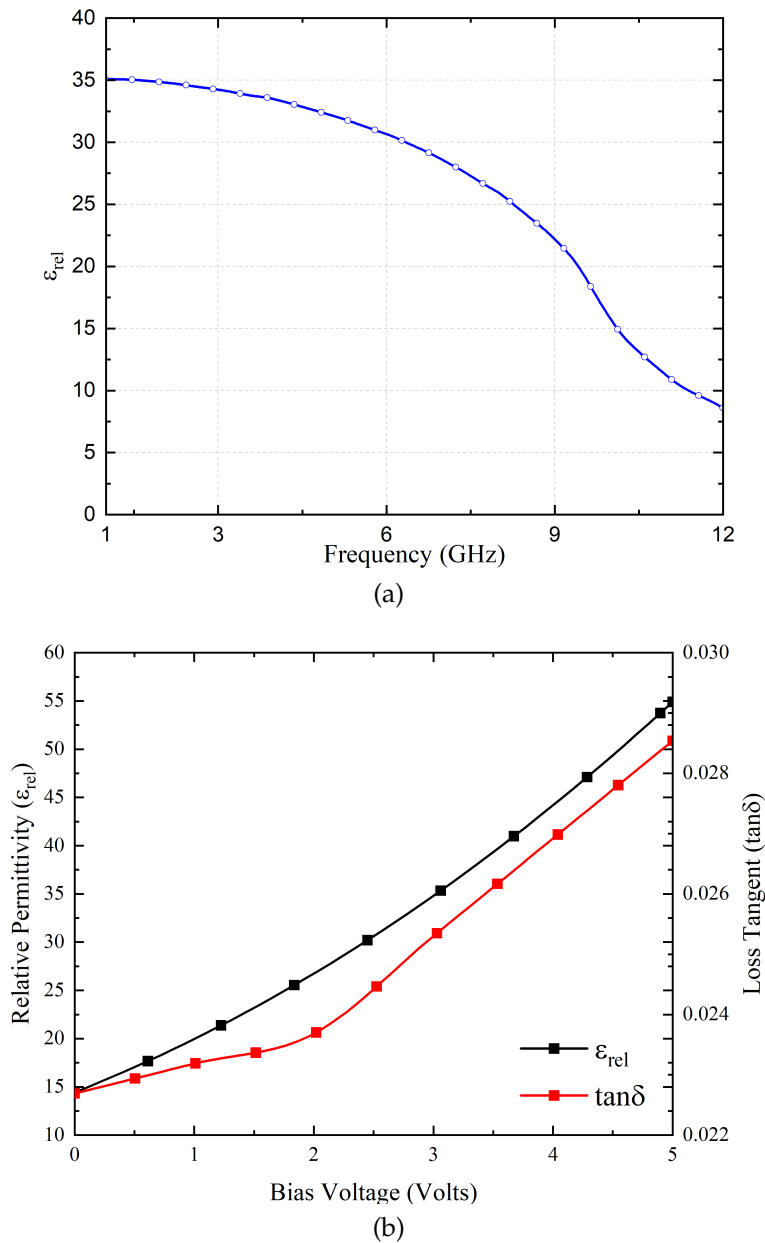 40
35
30
25
20
15
10
5
0
ε_rel
1 3 6 9 12
Frequency (GHz)
(a)
60
55
50
45
40
35
30
25
20
15
10
Relative Permittivity (ε_rel)
0.030
0.028
0.026
0.024
0.022
Loss Tangent (tanδ)
ε_rel
tanδ
0 1 2 3 4 5
Bias Voltage (Volts)
(b)